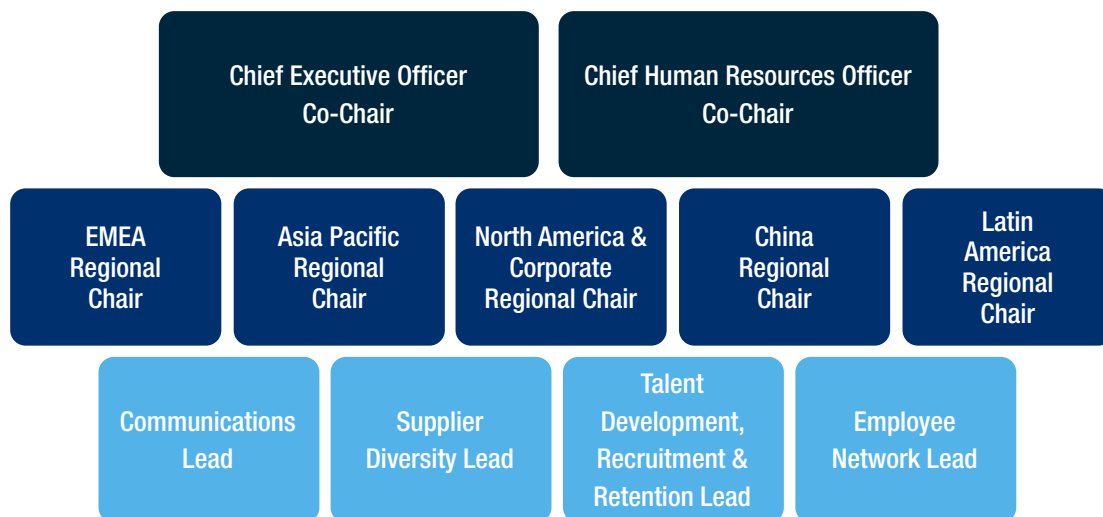 Chief Executive Officer
Co-Chair
Chief Human Resources Officer
Co-Chair
EMEA
Regional
Chair
Asia Pacific
Regional
Chair
North America &
Corporate
Regional Chair
China
Regional
Chair
Latin
America
Regional
Chair
Communications
Lead
Supplier
Diversity Lead
Talent
Development,
Recruitment &
Retention Lead
Employee
Network Lead